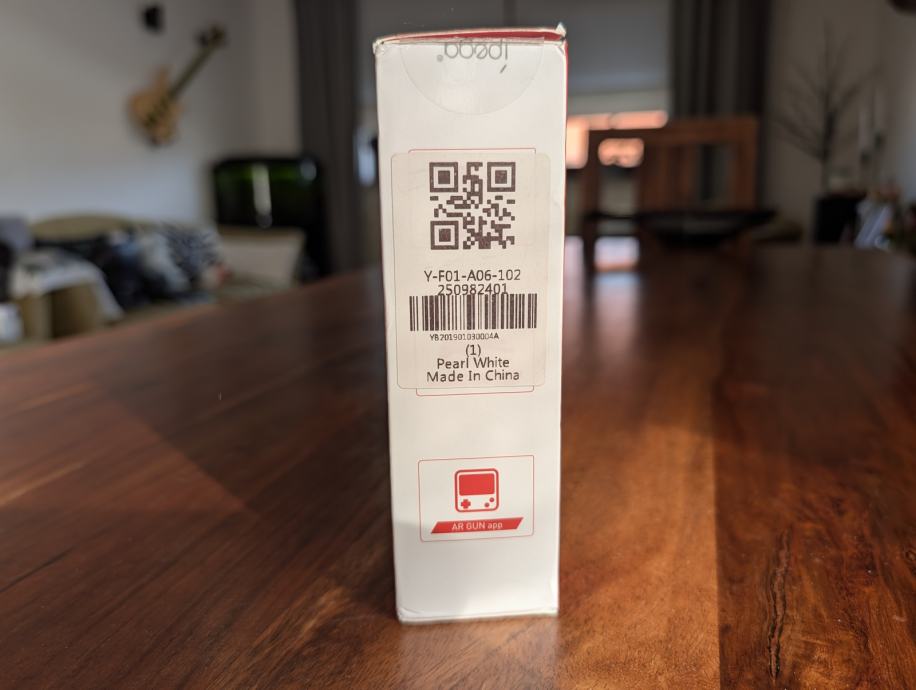 ipega®
Y-F01-A06-102
250982401
YB201901030004A
(1)
Pearl White
Made In China
AR GUN app